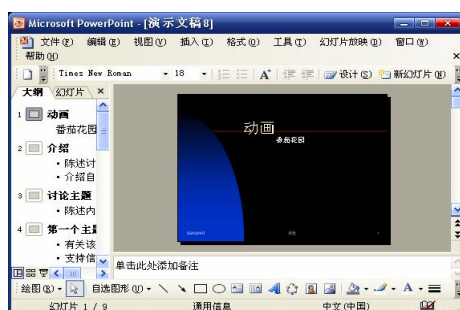 Microsoft PowerPoint - [演示文稿8]
文件(F) 编辑(E) 视图(V) 插入(I) 格式(O) 工具(T) 幻灯片放映(D) 窗口(W)
帮助(H)
Times New Roman 18 A 设计(S) 新幻灯片(N)
大纲 幻灯片
1 动画
番茄花园
2 介绍
• 陈述讨
• 介绍自
3 讨论主题
• 陈述内
4 第一个主
• 有关该
• 支持信
动画
番茄花园
单击此处添加备注
绘图(R) 自选图形(U) A
幻灯片 1 / 9 通用信息 中文(中国)